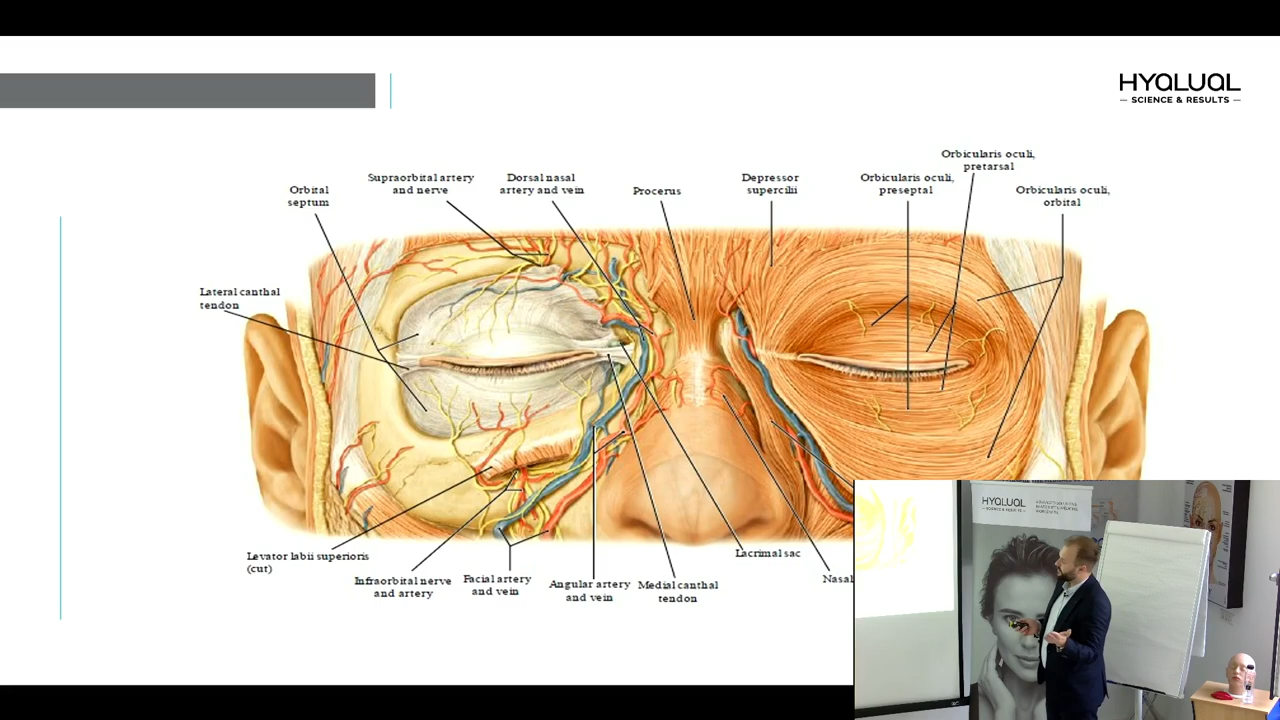 HYALUAL
— SCIENCE & RESULTS —
Orbicularis oculi,
pretarsal
Supraorbital artery
and nerve
Dorsal nasal
artery and vein
Procerus
Depressor
supercilii
Orbicularis oculi,
preseptal
Orbital
septum
Orbicularis oculi,
orbital
Lateral canthal
tendon
Levator labii superioris
(cut)
Infraorbital nerve
and artery
Facial artery
and vein
Angular artery
and vein
Medial canthal
tendon
Lacrimal sac
Nasal
HYALUAL
— SCIENCE & RESULTS —